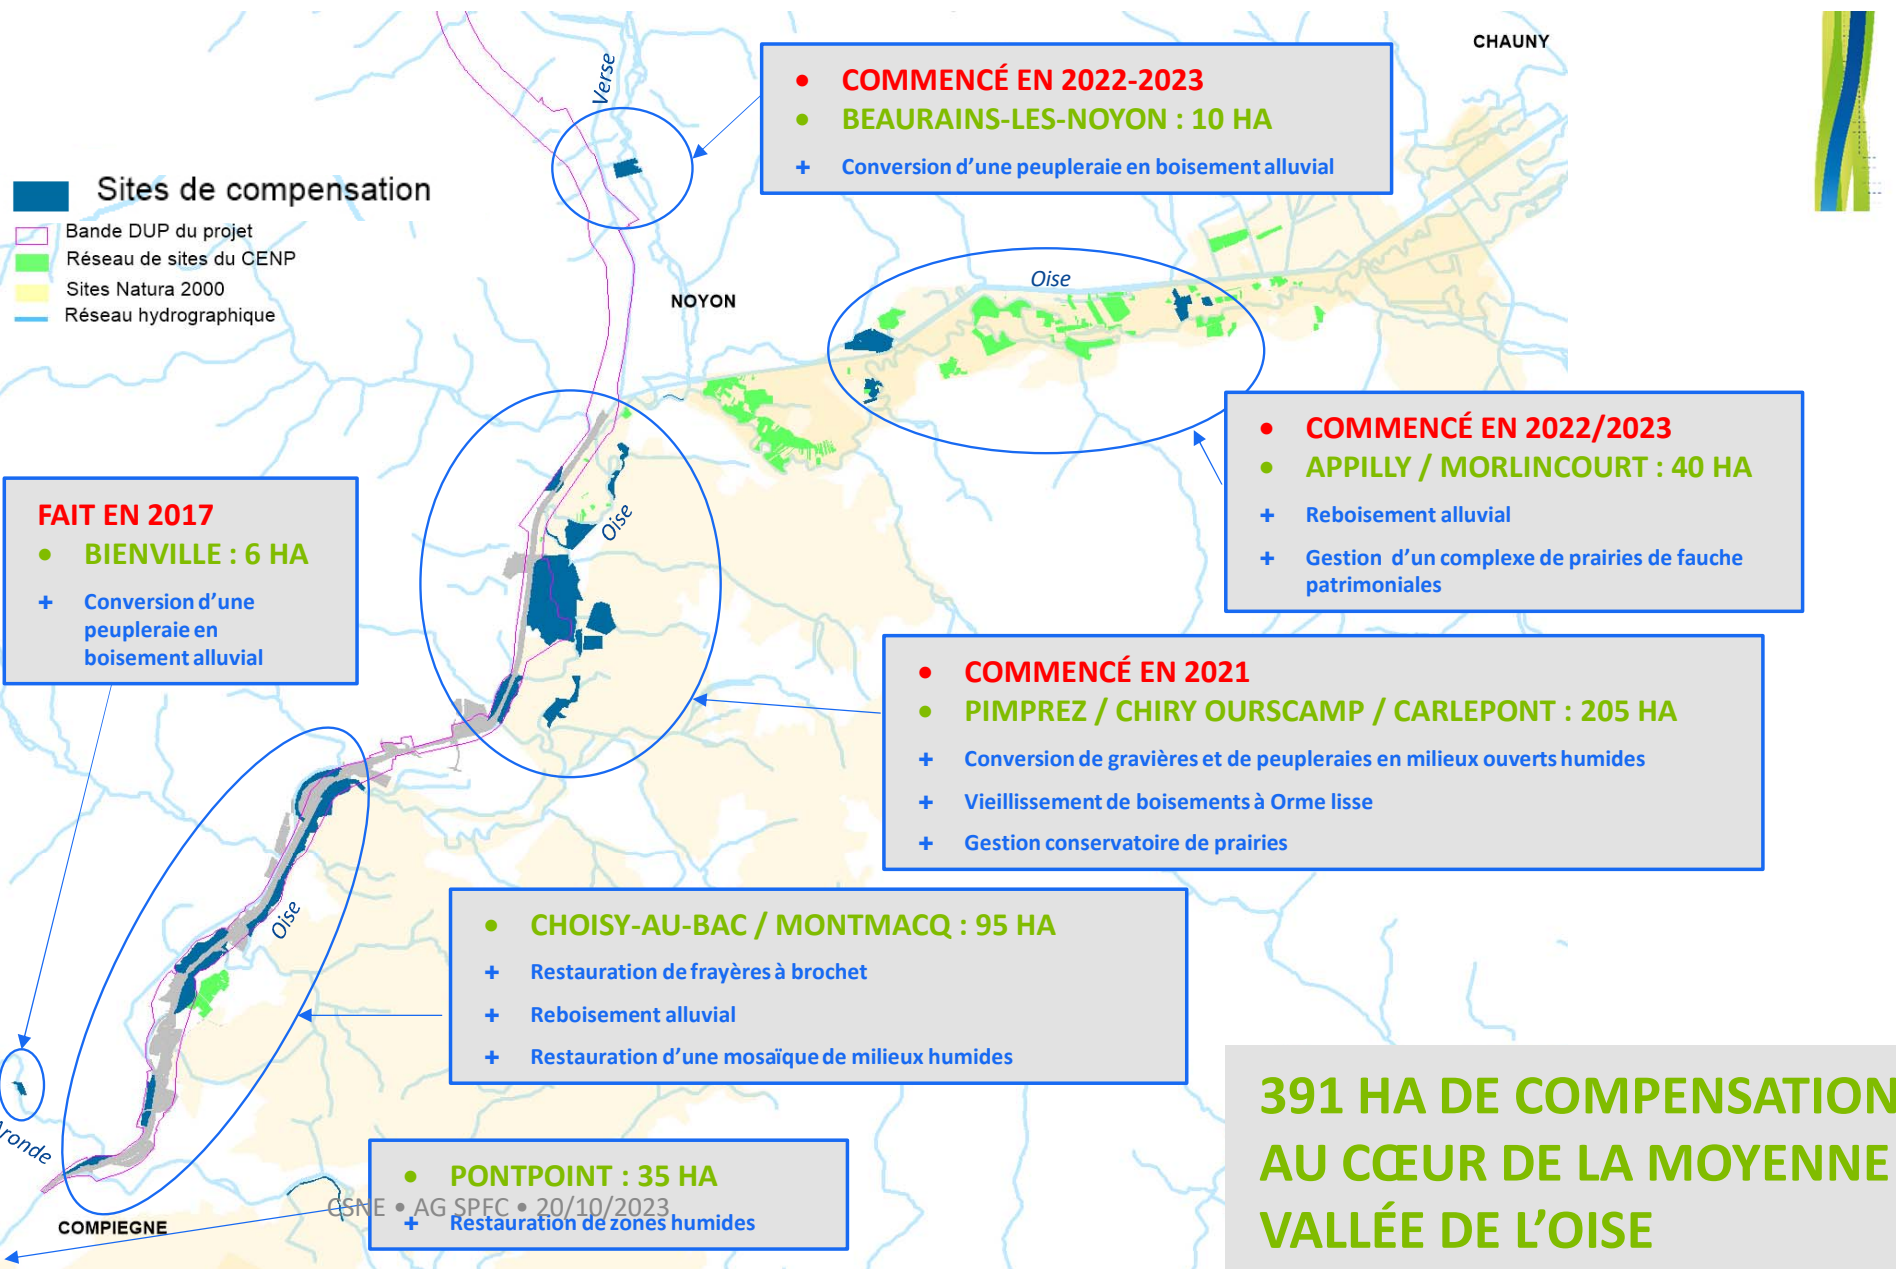 CHAUNY
Verse
COMMENCÉ EN 2022-2023
BEAURAINS-LES-NOYON : 10 HA
+ Conversion d'une peupleraie en boisement alluvial
Sites de compensation
Bande DUP du projet
Réseau de sites du CENP
Sites Natura 2000
Réseau hydrographique
NOYON
Oise
COMMENCÉ EN 2022/2023
APPILLY / MORLINCOURT : 40 HA
+ Reboisement alluvial
+ Gestion d'un complexe de prairies de fauche
patrimoniales
FAIT EN 2017
BIENVILLE : 6 HA
+ Conversion d'une
peupleraie en
boisement alluvial
Oise
COMMENCÉ EN 2021
PIMPREZ / CHIRY OURSCAMP / CARLEPONT : 205 HA
+ Conversion de gravières et de peupleraies en milieux ouverts humides
+ Vieillissement de boisements à Orme lisse
+ Gestion conservatoire de prairies
Oise
CHOISY-AU-BAC / MONTMACQ : 95 HA
+ Restauration de frayères à brochet
+ Reboisement alluvial
+ Restauration d'une mosaïque de milieux humides
Aronde
PONTPOINT : 35 HA
CSNE • AG SPFC • 20/10/2023
+ Restauration de zones humides
COMPIEGNE
391 HA DE COMPENSATION
AU CŒUR DE LA MOYENNE
VALLÉE DE L'OISE